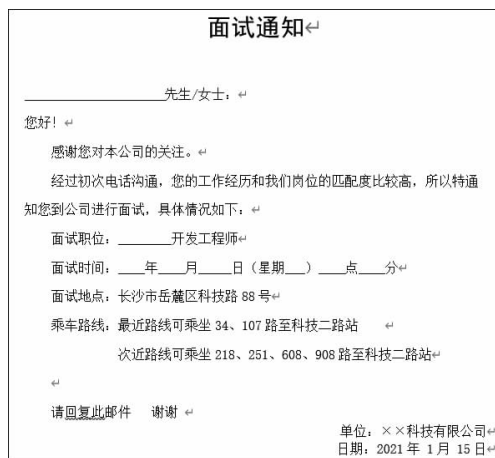 面试通知
____________________先生/女士：
您好！
感谢您对本公司的关注。
经过初次电话沟通，您的工作经历和我们岗位的匹配度比较高，所以特通
知您到公司进行面试，具体情况如下：
面试职位：________开发工程师
面试时间：____年____月_____日（星期___）____点____分
面试地点：长沙市岳麓区科技路 88 号
乘车路线：最近路线可乘坐 34、107 路至科技二路站
次近路线可乘坐 218、251、608、908 路至科技二路站
请回复此邮件 谢谢
单位：××科技有限公司
日期：2021 年 1 月 15 日